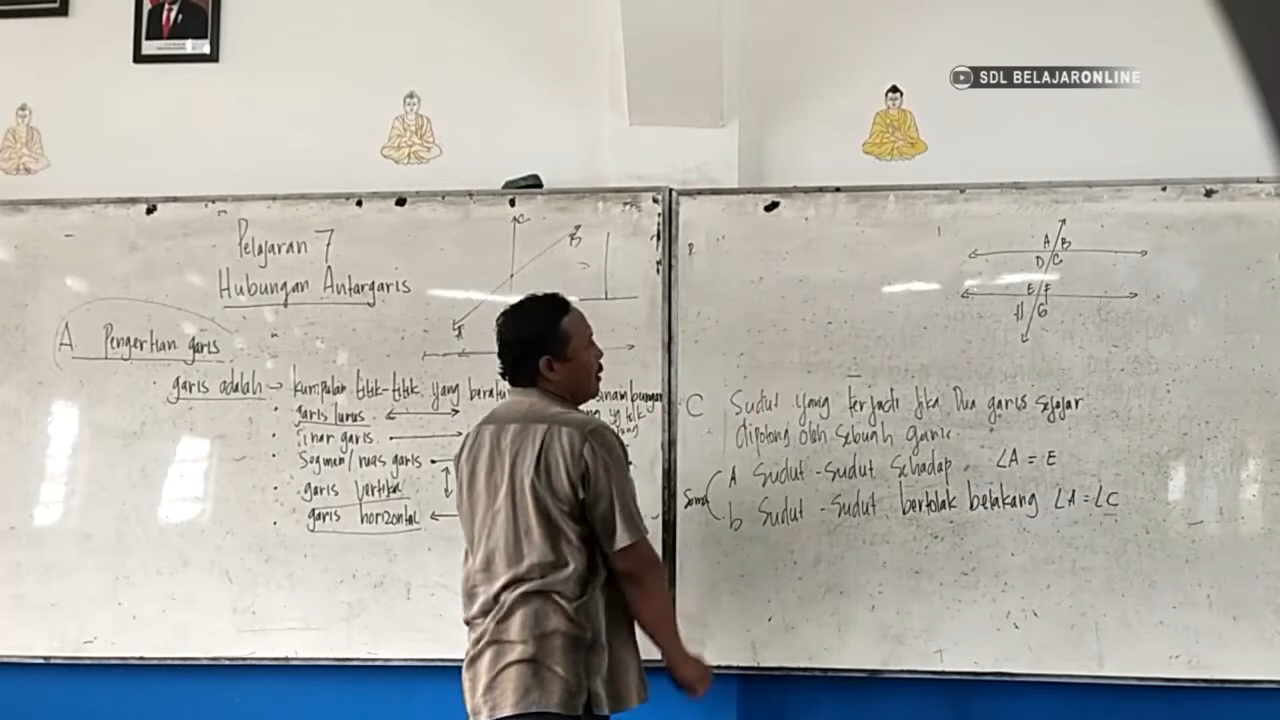 SDL BELAJARONLINE
Pelajaran 7
Hubungan Antargaris
A Pengertian garis
garis adalah → kumpulan titik-titik yang
• garis lurus ↔
• Sinar garis →
• Segmen/ruas garis
• garis vertika
• garis horizontal ←
C
B
A
A B
D C
E F
H G
C Sudut yang terjadi jika Dua garis sejajar
dipotong oleh sebuah garis.
A Sudut-sudut Sehadap. ∠A = E
Sama
b Sudut-sudut bertolak belakang ∠A = ∠C